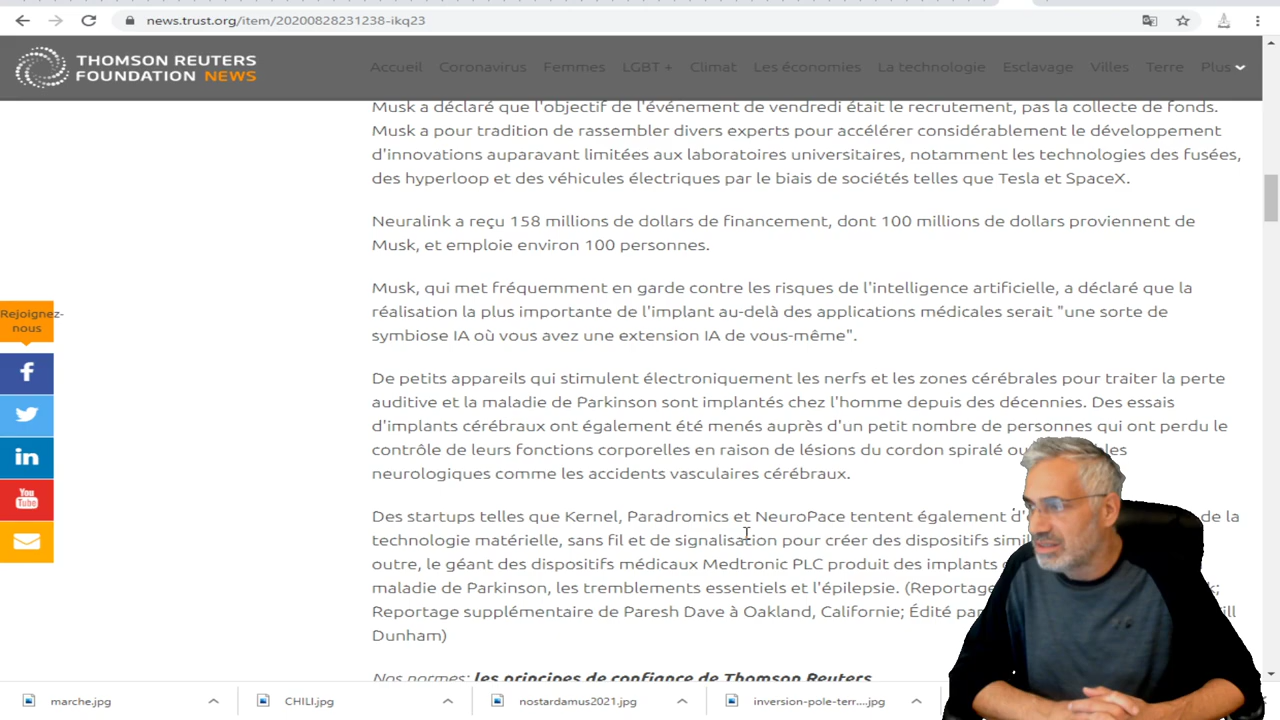 news.trust.org/item/20200828231238-ikq23
THOMSON REUTERS
FOUNDATION NEWS
Accueil Coronavirus Femmes LGBT + Climat Les économies La technologie Esclavage Villes Terre Plus
Musk a déclaré que l'objectif de l'événement de vendredi était le recrutement, pas la collecte de fonds.
Musk a pour tradition de rassembler divers experts pour accélérer considérablement le développement
d'innovations auparavant limitées aux laboratoires universitaires, notamment les technologies des fusées,
des hyperloop et des véhicules électriques par le biais de sociétés telles que Tesla et SpaceX.
Neuralink a reçu 158 millions de dollars de financement, dont 100 millions de dollars proviennent de
Musk, et emploie environ 100 personnes.
Musk, qui met fréquemment en garde contre les risques de l'intelligence artificielle, a déclaré que la
réalisation la plus importante de l'implant au-delà des applications médicales serait "une sorte de
symbiose IA où vous avez une extension IA de vous-même".
De petits appareils qui stimulent électroniquement les nerfs et les zones cérébrales pour traiter la perte
auditive et la maladie de Parkinson sont implantés chez l'homme depuis des décennies. Des essais
d'implants cérébraux ont également été menés auprès d'un petit nombre de personnes qui ont perdu le
contrôle de leurs fonctions corporelles en raison de lésions du cordon spiralé
neurologiques comme les accidents vasculaires cérébraux.
Des startups telles que Kernel, Paradromics et NeuroPace tentent également de la
technologie matérielle, sans fil et de signalisation pour créer des dispositifs
outre, le géant des dispositifs médicaux Medtronic PLC produit des implants
maladie de Parkinson, les tremblements essentiels et l'épilepsie.
Reportage supplémentaire de Paresh Dave à Oakland, Californie; Édité
Dunham)
Nos normes: les principes de confiance de Thomson Reuters
Rejoignez-
nous
f
in
You
Tube
marche.jpg CHILI.jpg nostardamus2021.jpg inversion-pole-terr....jpg